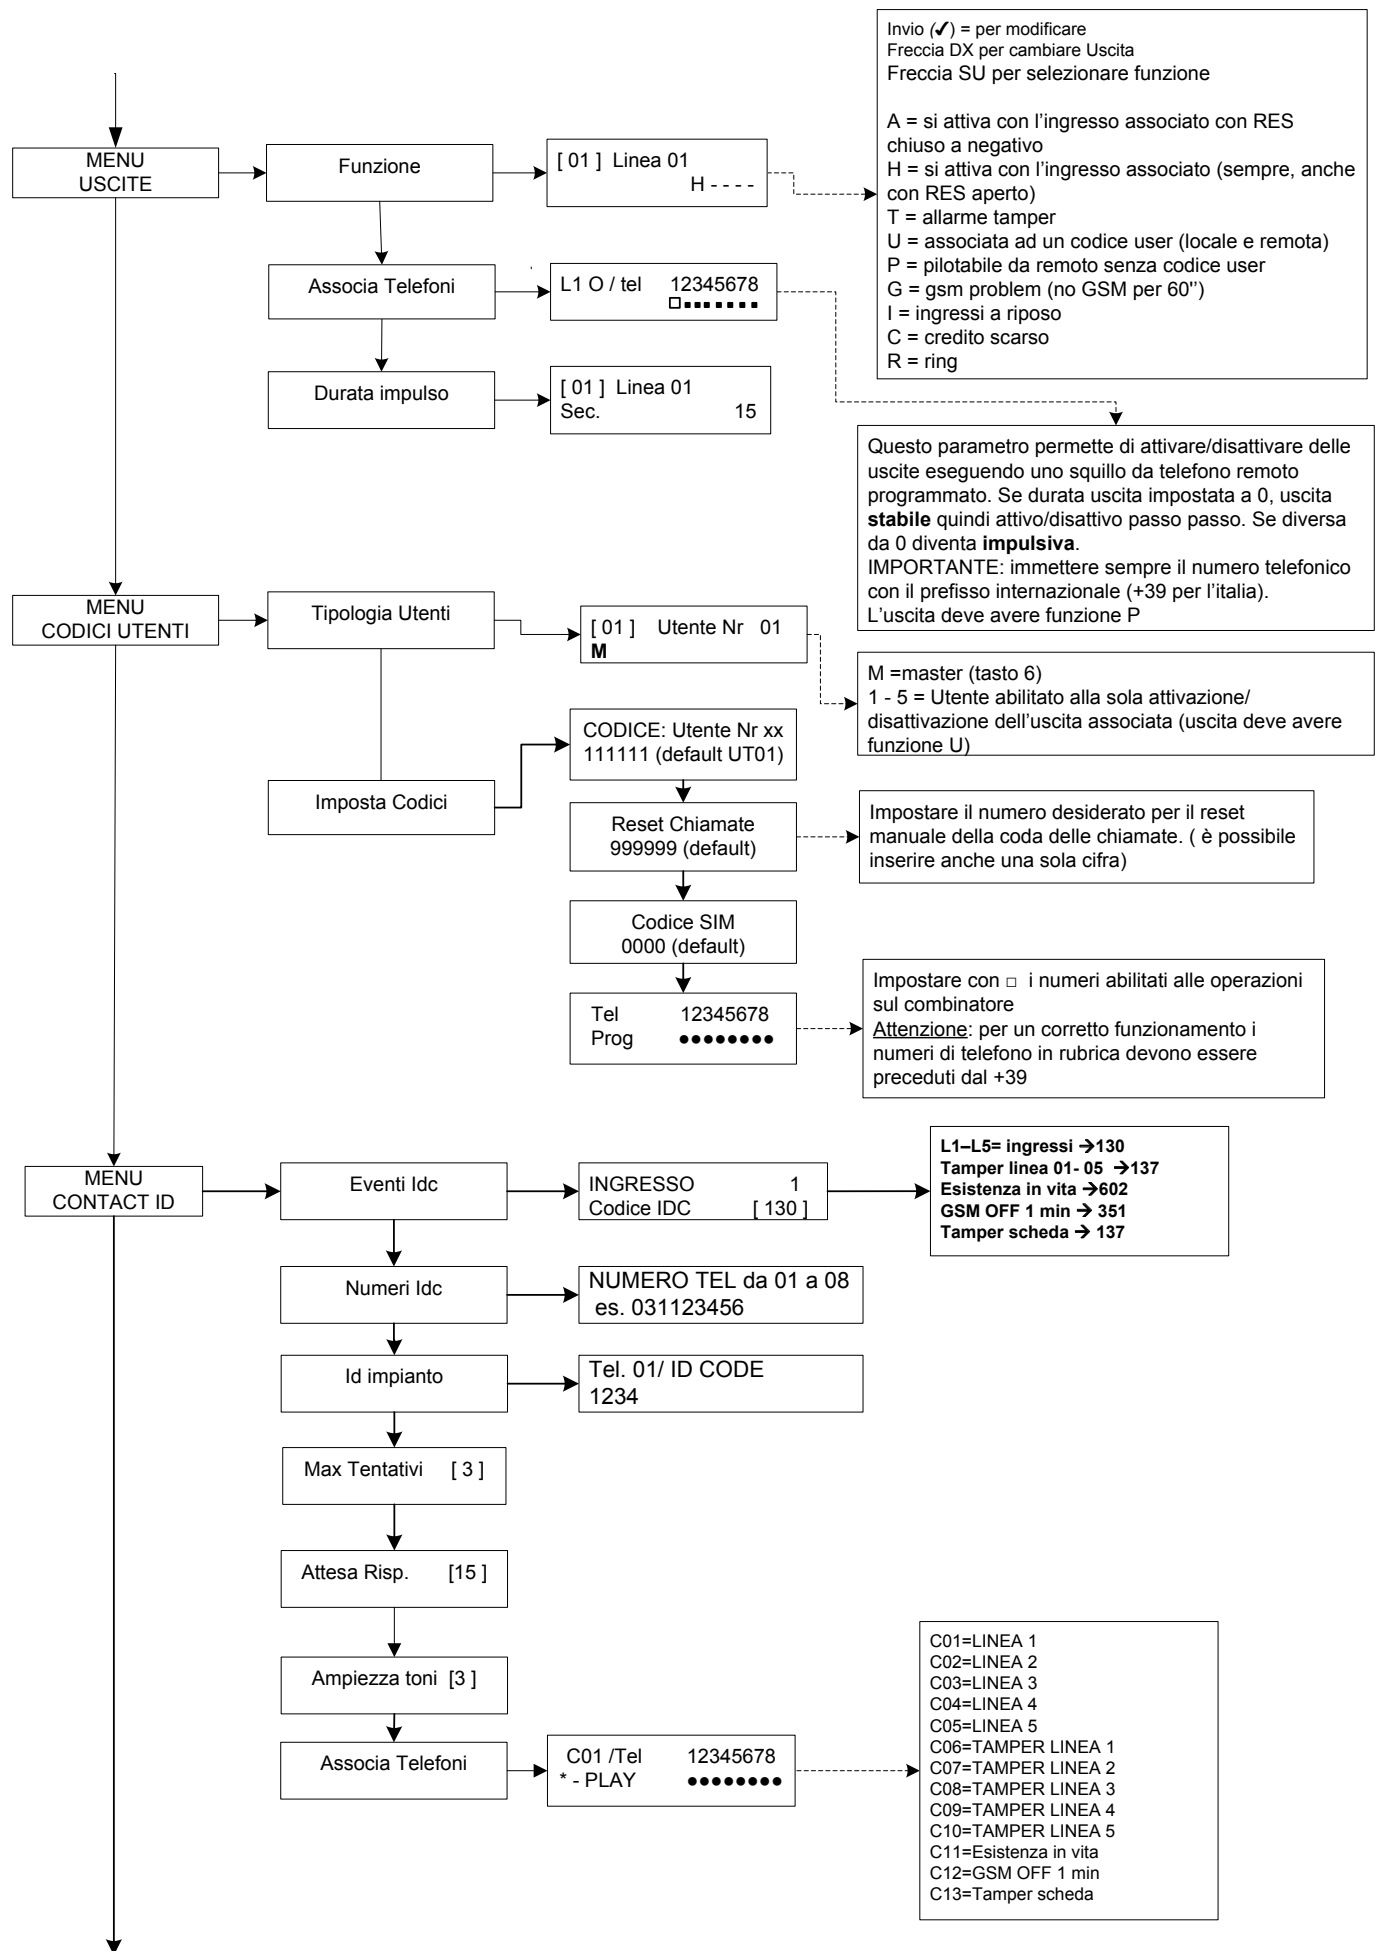 Invio (✓) = per modificare
Freccia DX per cambiare Uscita
Freccia SU per selezionare funzione
A = si attiva con l'ingresso associato con RES
chiuso a negativo
H = si attiva con l'ingresso associato (sempre, anche
con RES aperto)
T = allarme tamper
U = associata ad un codice user (locale e remota)
P = pilotabile da remoto senza codice user
G = gsm problem (no GSM per 60'')
I = ingressi a riposo
C = credito scarso
R = ring
MENU
USCITE
Funzione
[ 01 ] Linea 01
H - - - -
Associa Telefoni
L1 O / tel 12345678
Durata impulso
[ 01 ] Linea 01
Sec. 15
Questo parametro permette di attivare/disattivare delle
uscite eseguendo uno squillo da telefono remoto
programmato. Se durata uscita impostata a 0, uscita
stabile quindi attivo/disattivo passo passo. Se diversa
da 0 diventa impulsiva.
IMPORTANTE: immettere sempre il numero telefonico
con il prefisso internazionale (+39 per l'italia).
L'uscita deve avere funzione P
MENU
CODICI UTENTI
Tipologia Utenti
[ 01 ] Utente Nr 01
M
M =master (tasto 6)
1 - 5 = Utente abilitato alla sola attivazione/
disattivazione dell'uscita associata (uscita deve avere
funzione U)
Imposta Codici
CODICE: Utente Nr xx
111111 (default UT01)
Reset Chiamate
999999 (default)
Impostare il numero desiderato per il reset
manuale della coda delle chiamate. ( è possibile
inserire anche una sola cifra)
Codice SIM
0000 (default)
Tel 12345678
Prog ●●●●●●●●
Impostare con □ i numeri abilitati alle operazioni
sul combinatore
Attenzione: per un corretto funzionamento i
numeri di telefono in rubrica devono essere
preceduti dal +39
MENU
CONTACT ID
Eventi Idc
INGRESSO 1
Codice IDC [ 130 ]
L1–L5= ingressi →130
Tamper linea 01- 05 →137
Esistenza in vita →602
GSM OFF 1 min → 351
Tamper scheda → 137
Numeri Idc
NUMERO TEL da 01 a 08
es. 031123456
Id impianto
Tel. 01/ ID CODE
1234
Max Tentativi [ 3 ]
Attesa Risp. [15 ]
Ampiezza toni [3 ]
Associa Telefoni
C01 /Tel 12345678
* - PLAY ●●●●●●●●
C01=LINEA 1
C02=LINEA 2
C03=LINEA 3
C04=LINEA 4
C05=LINEA 5
C06=TAMPER LINEA 1
C07=TAMPER LINEA 2
C08=TAMPER LINEA 3
C09=TAMPER LINEA 4
C10=TAMPER LINEA 5
C11=Esistenza in vita
C12=GSM OFF 1 min
C13=Tamper scheda